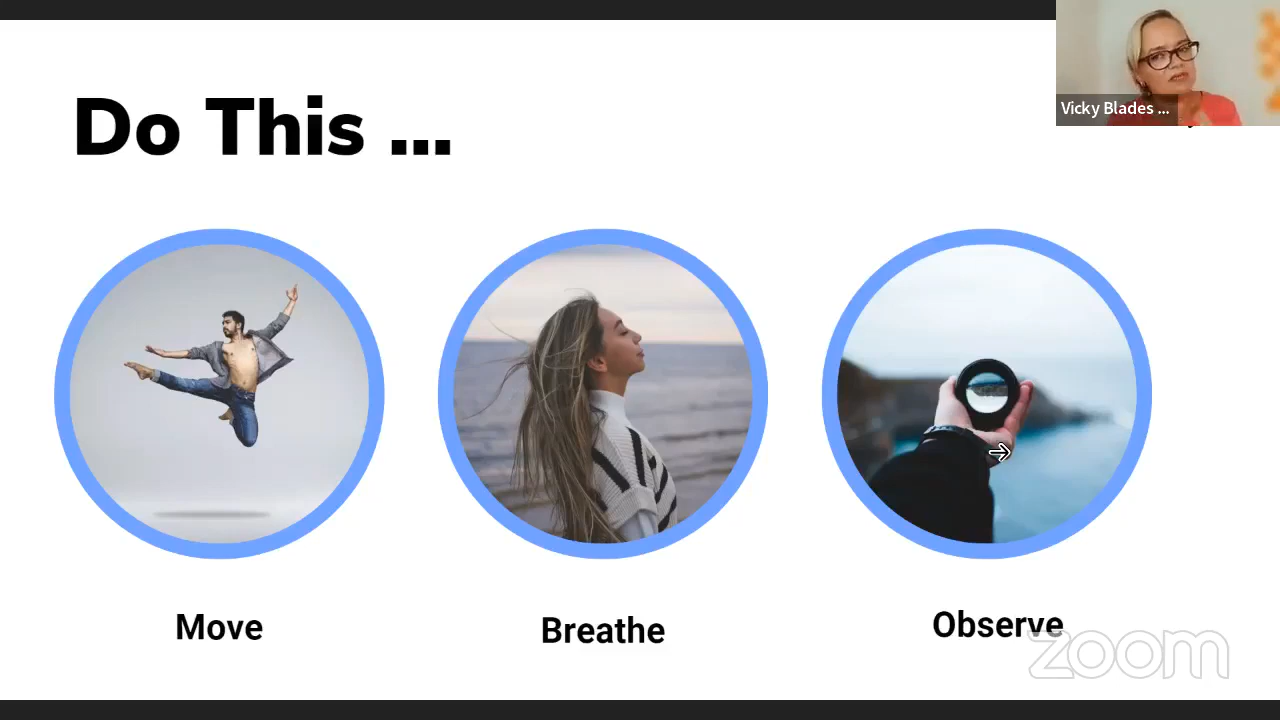 Do This ...
Vicky Blades ...
Move
Breathe
Observe
zoom